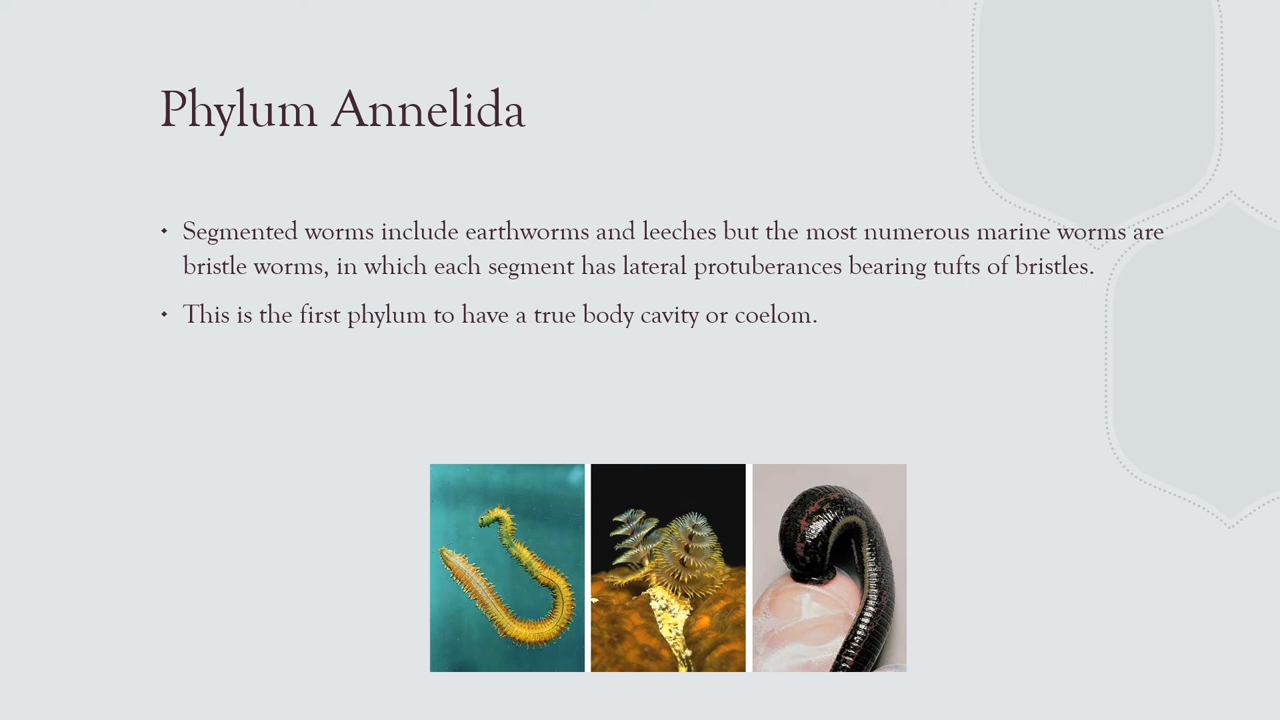 Phylum Annelida
• Segmented worms include earthworms and leeches but the most numerous marine worms are
bristle worms, in which each segment has lateral protuberances bearing tufts of bristles.
• This is the first phylum to have a true body cavity or coelom.